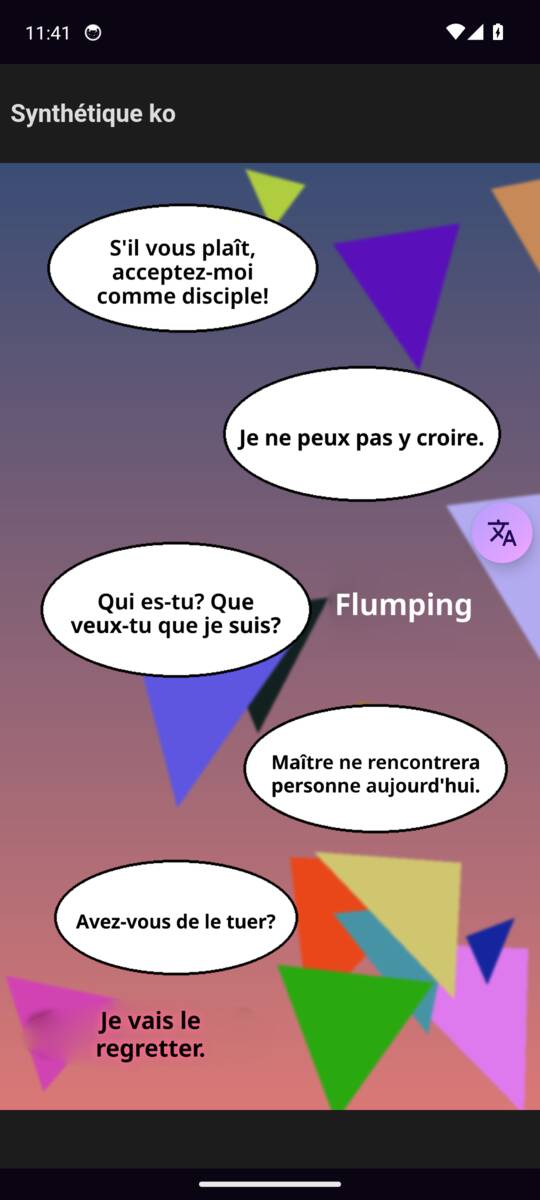 11:41
Synthétique ko
S'il vous plaît,
acceptez-moi
comme disciple!
Je ne peux pas y croire.
Qui es-tu? Que
veux-tu que je suis?
Flumping
Maître ne rencontrera
personne aujourd'hui.
Avez-vous de le tuer?
Je vais le
regretter.